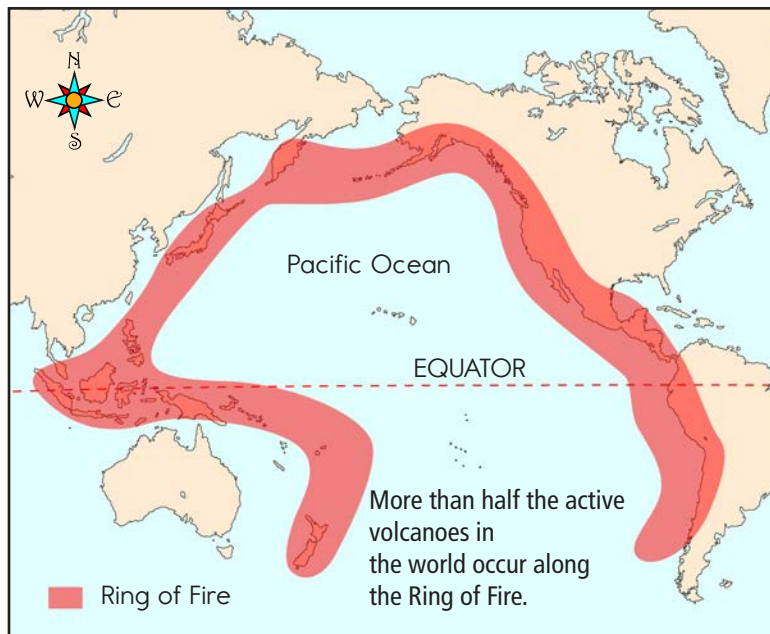 N
W E
S
Pacific Ocean
EQUATOR
More than half the active
volcanoes in
the world occur along
the Ring of Fire.
Ring of Fire